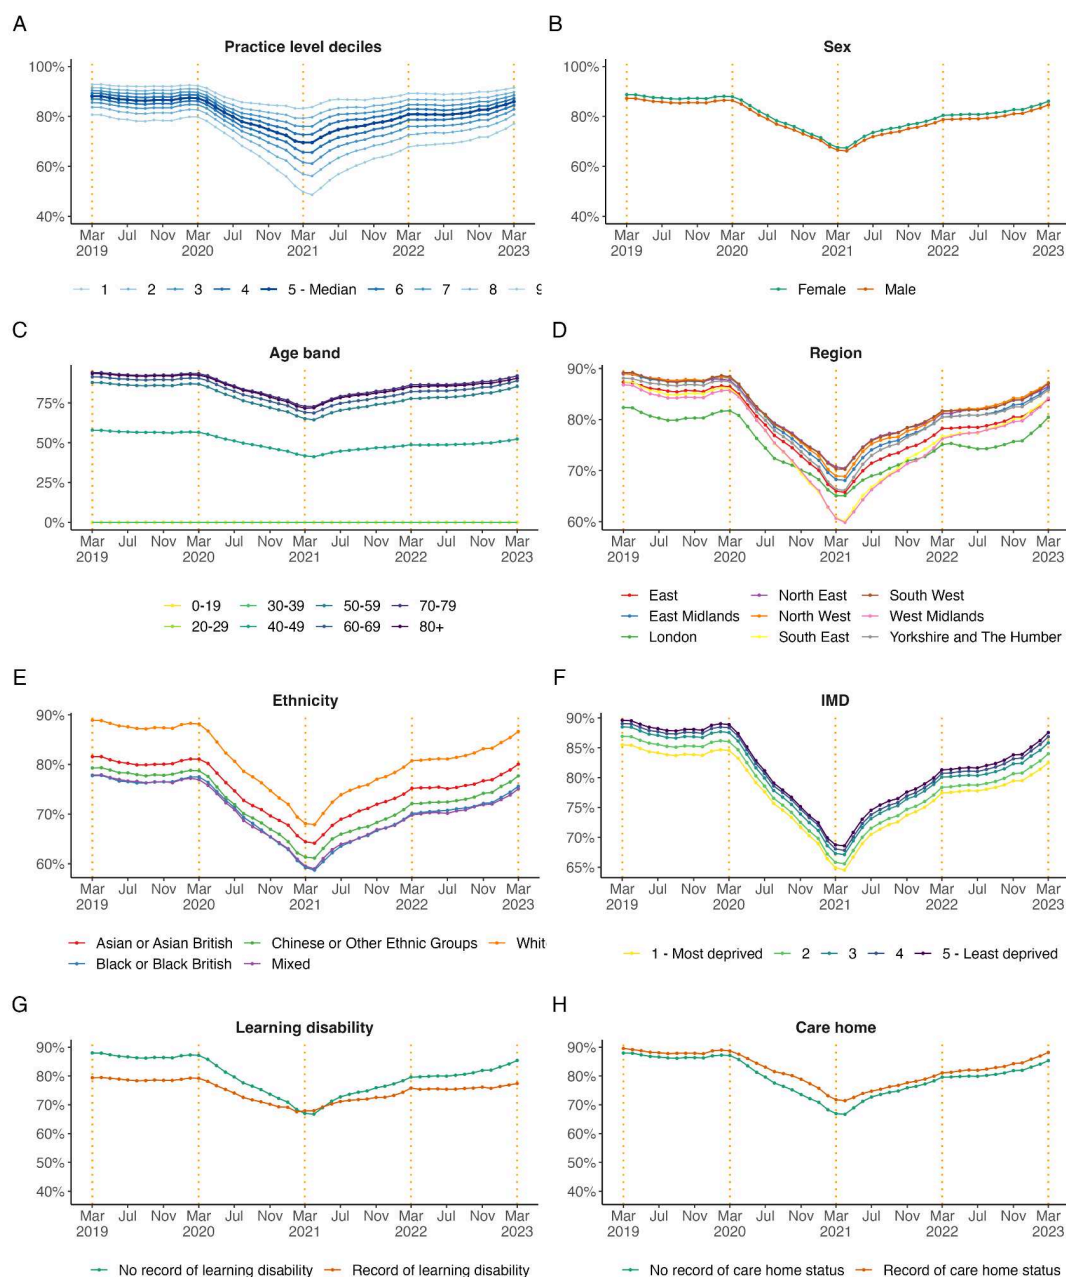 A
Practice level deciles
100%
80%
60%
40%
Mar Jul Nov Mar Jul Nov Mar Jul Nov Mar Jul Nov Mar
2019 2020 2021 2022 2023
1 2 3 4 5 - Median 6 7 8 9
B
Sex
100%
80%
60%
40%
Mar Jul Nov Mar Jul Nov Mar Jul Nov Mar Jul Nov Mar
2019 2020 2021 2022 2023
Female Male
C
Age band
75%
50%
25%
0%
Mar Jul Nov Mar Jul Nov Mar Jul Nov Mar Jul Nov Mar
2019 2020 2021 2022 2023
0-19 30-39 50-59 70-79
20-29 40-49 60-69 80+
D
Region
90%
80%
70%
60%
Mar Jul Nov Mar Jul Nov Mar Jul Nov Mar Jul Nov Mar
2019 2020 2021 2022 2023
East North East South West
East Midlands North West West Midlands
London South East Yorkshire and The Humber
E
Ethnicity
90%
80%
70%
60%
Mar Jul Nov Mar Jul Nov Mar Jul Nov Mar Jul Nov Mar
2019 2020 2021 2022 2023
Asian or Asian British Chinese or Other Ethnic Groups Whit
Black or Black British Mixed
F
IMD
90%
85%
80%
75%
70%
65%
Mar Jul Nov Mar Jul Nov Mar Jul Nov Mar Jul Nov Mar
2019 2020 2021 2022 2023
1 - Most deprived 2 3 4 5 - Least deprived
G
Learning disability
90%
80%
70%
60%
50%
40%
Mar Jul Nov Mar Jul Nov Mar Jul Nov Mar Jul Nov Mar
2019 2020 2021 2022 2023
No record of learning disability Record of learning disability
H
Care home
90%
80%
70%
60%
50%
40%
Mar Jul Nov Mar Jul Nov Mar Jul Nov Mar Jul Nov Mar
2019 2020 2021 2022 2023
No record of care home status Record of care home status